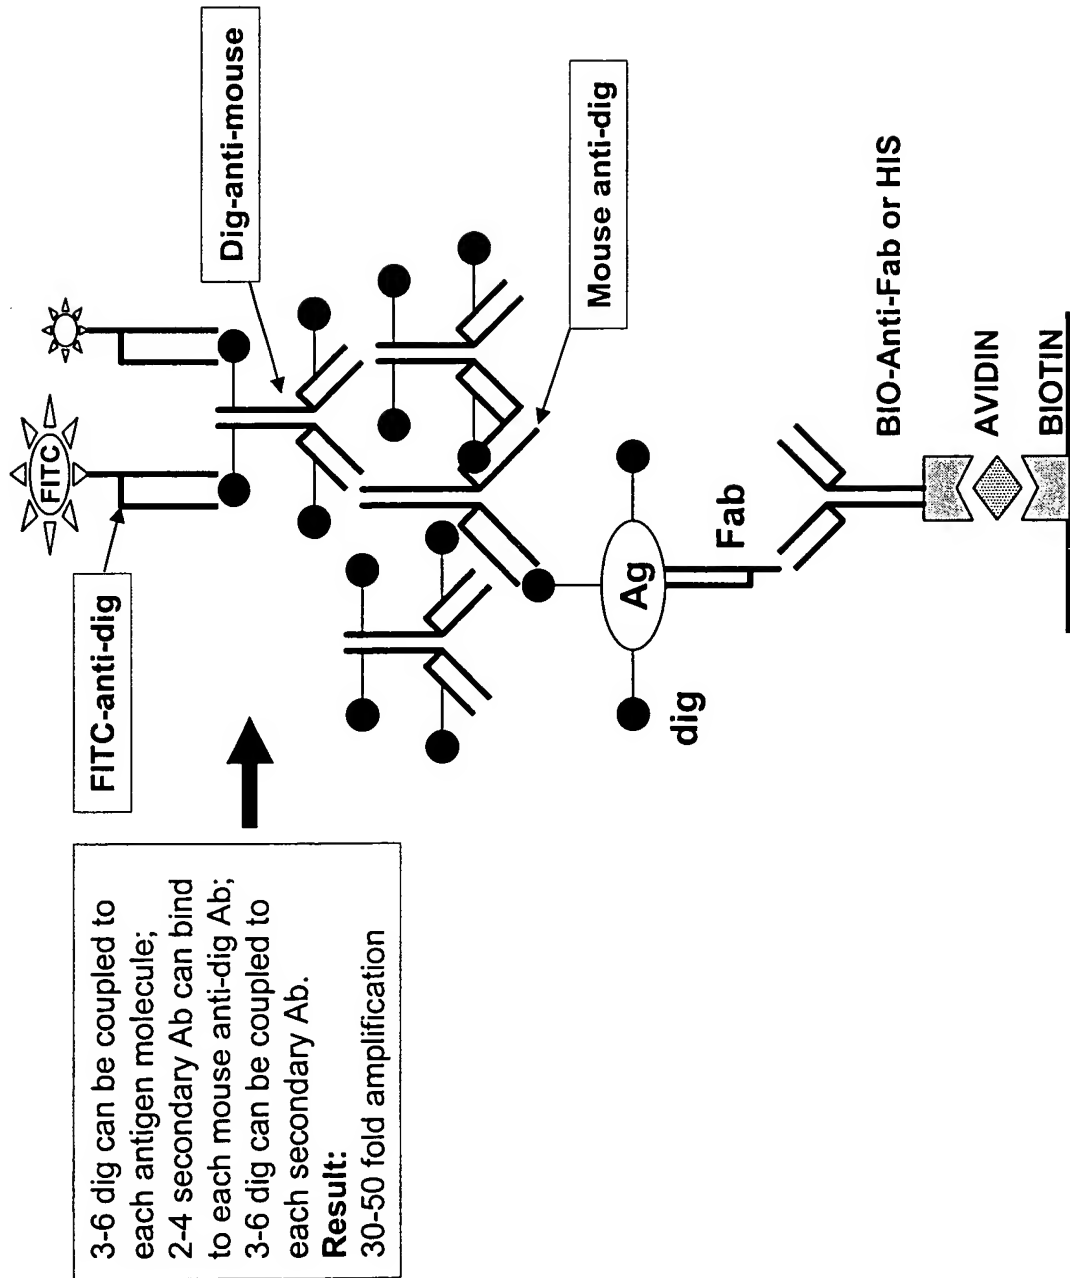 3-6 dig can be coupled to
each antigen molecule;
2-4 secondary Ab can bind
to each mouse anti-dig Ab;
3-6 dig can be coupled to
each secondary Ab.
Result:
30-50 fold amplification
FITC-anti-dig
FITC
Dig-anti-mouse
Mouse anti-dig
dig
Ag
Fab
BIO-Anti-Fab or HIS
AVIDIN
BIOTIN